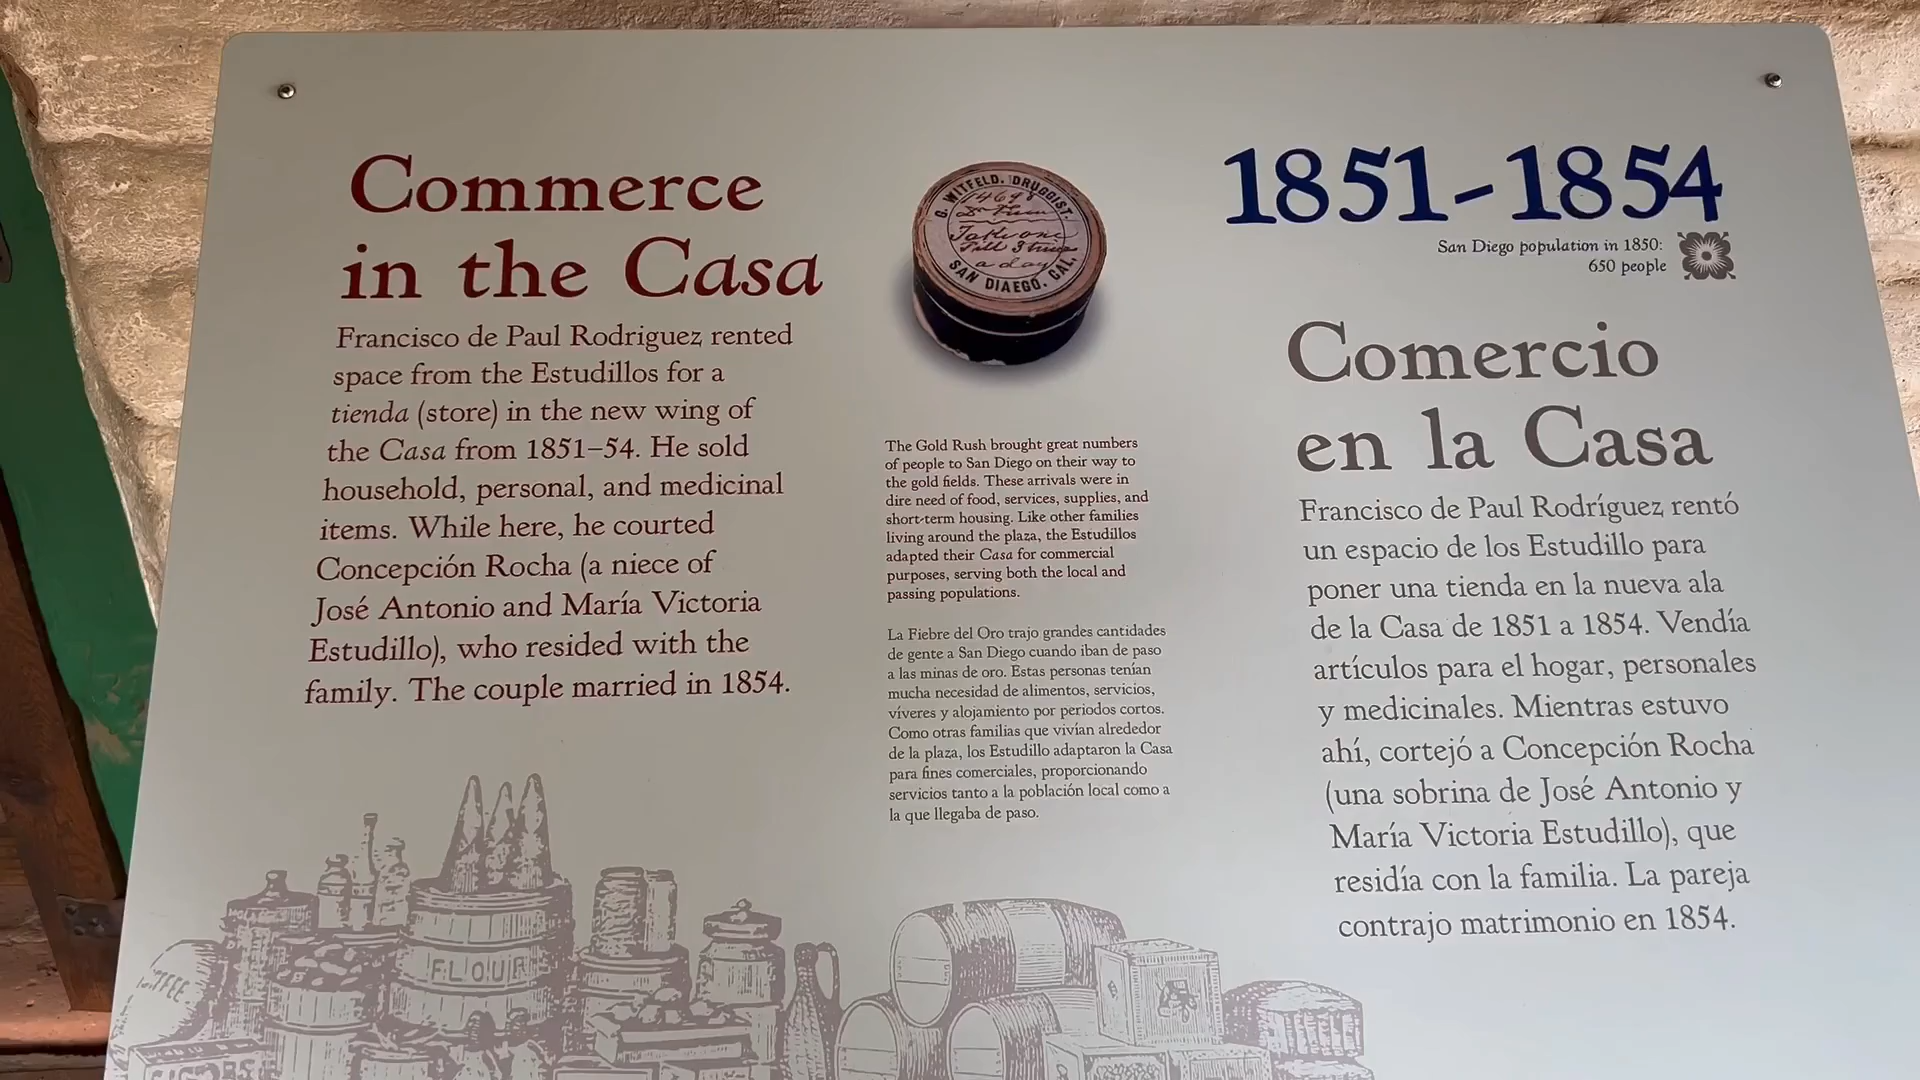 Commerce
in the Casa
Francisco de Paul Rodriguez rented
space from the Estudillos for a
tienda (store) in the new wing of
the Casa from 1851–54. He sold
household, personal, and medicinal
items. While here, he courted
Concepción Rocha (a niece of
José Antonio and María Victoria
Estudillo), who resided with the
family. The couple married in 1854.
G. WITFELD. DRUGGIST.
Take one
Pill 3 times
a day
SAN DIAEGO. CAL.
The Gold Rush brought great numbers
of people to San Diego on their way to
the gold fields. These arrivals were in
dire need of food, services, supplies, and
short-term housing. Like other families
living around the plaza, the Estudillos
adapted their Casa for commercial
purposes, serving both the local and
passing populations.
La Fiebre del Oro trajo grandes cantidades
de gente a San Diego cuando iban de paso
a las minas de oro. Estas personas tenían
mucha necesidad de alimentos, servicios,
víveres y alojamiento por periodos cortos.
Como otras familias que vivían alrededor
de la plaza, los Estudillo adaptaron la Casa
para fines comerciales, proporcionando
servicios tanto a la población local como a
la que llegaba de paso.
1851-1854
San Diego population in 1850:
650 people
Comercio
en la Casa
Francisco de Paul Rodríguez rentó
un espacio de los Estudillo para
poner una tienda en la nueva ala
de la Casa de 1851 a 1854. Vendía
artículos para el hogar, personales
y medicinales. Mientras estuvo
ahí, cortejó a Concepción Rocha
(una sobrina de José Antonio y
María Victoria Estudillo), que
residía con la familia. La pareja
contrajo matrimonio en 1854.
FLOUR